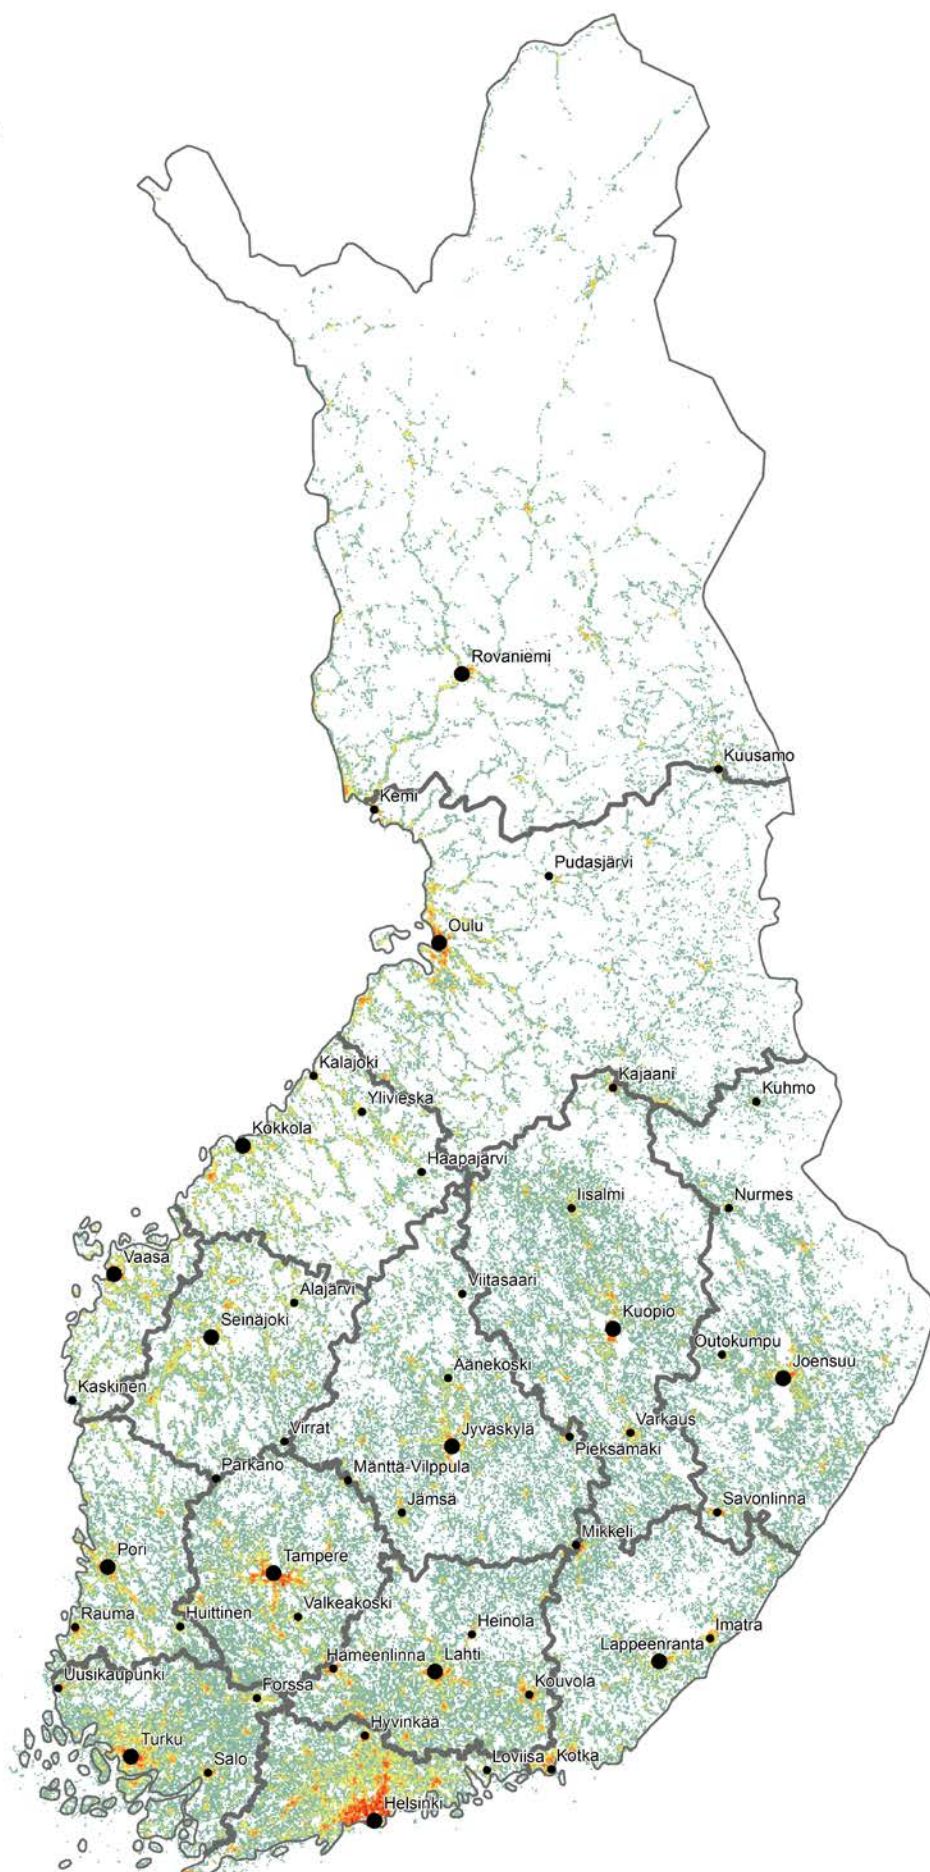 Rovaniemi
Kuusamo
Kemi
Pudasjärvi
Oulu
Kalajoki
Kajaani
Kuhmo
Ylivieska
Kokkola
Haapajärvi
Iisalmi
Nurmes
Vaasa
Viitasaari
Alajärvi
Seinäjoki
Kuopio
Outokumpu
Joensuu
Äänekoski
Kaskinen
Virrat
Jyväskylä
Varkaus
Pieksämäki
Parkano
Mänttä-Vilppula
Jämsä
Savonlinna
Mikkeli
Pori
Tampere
Rauma
Huittinen
Valkeakoski
Heinola
Imatra
Lappeenranta
Hämeenlinna
Lahti
Uusikaupunki
Forssa
Kouvola
Hyvinkää
Turku
Salo
Loviisa
Kotka
Helsinki